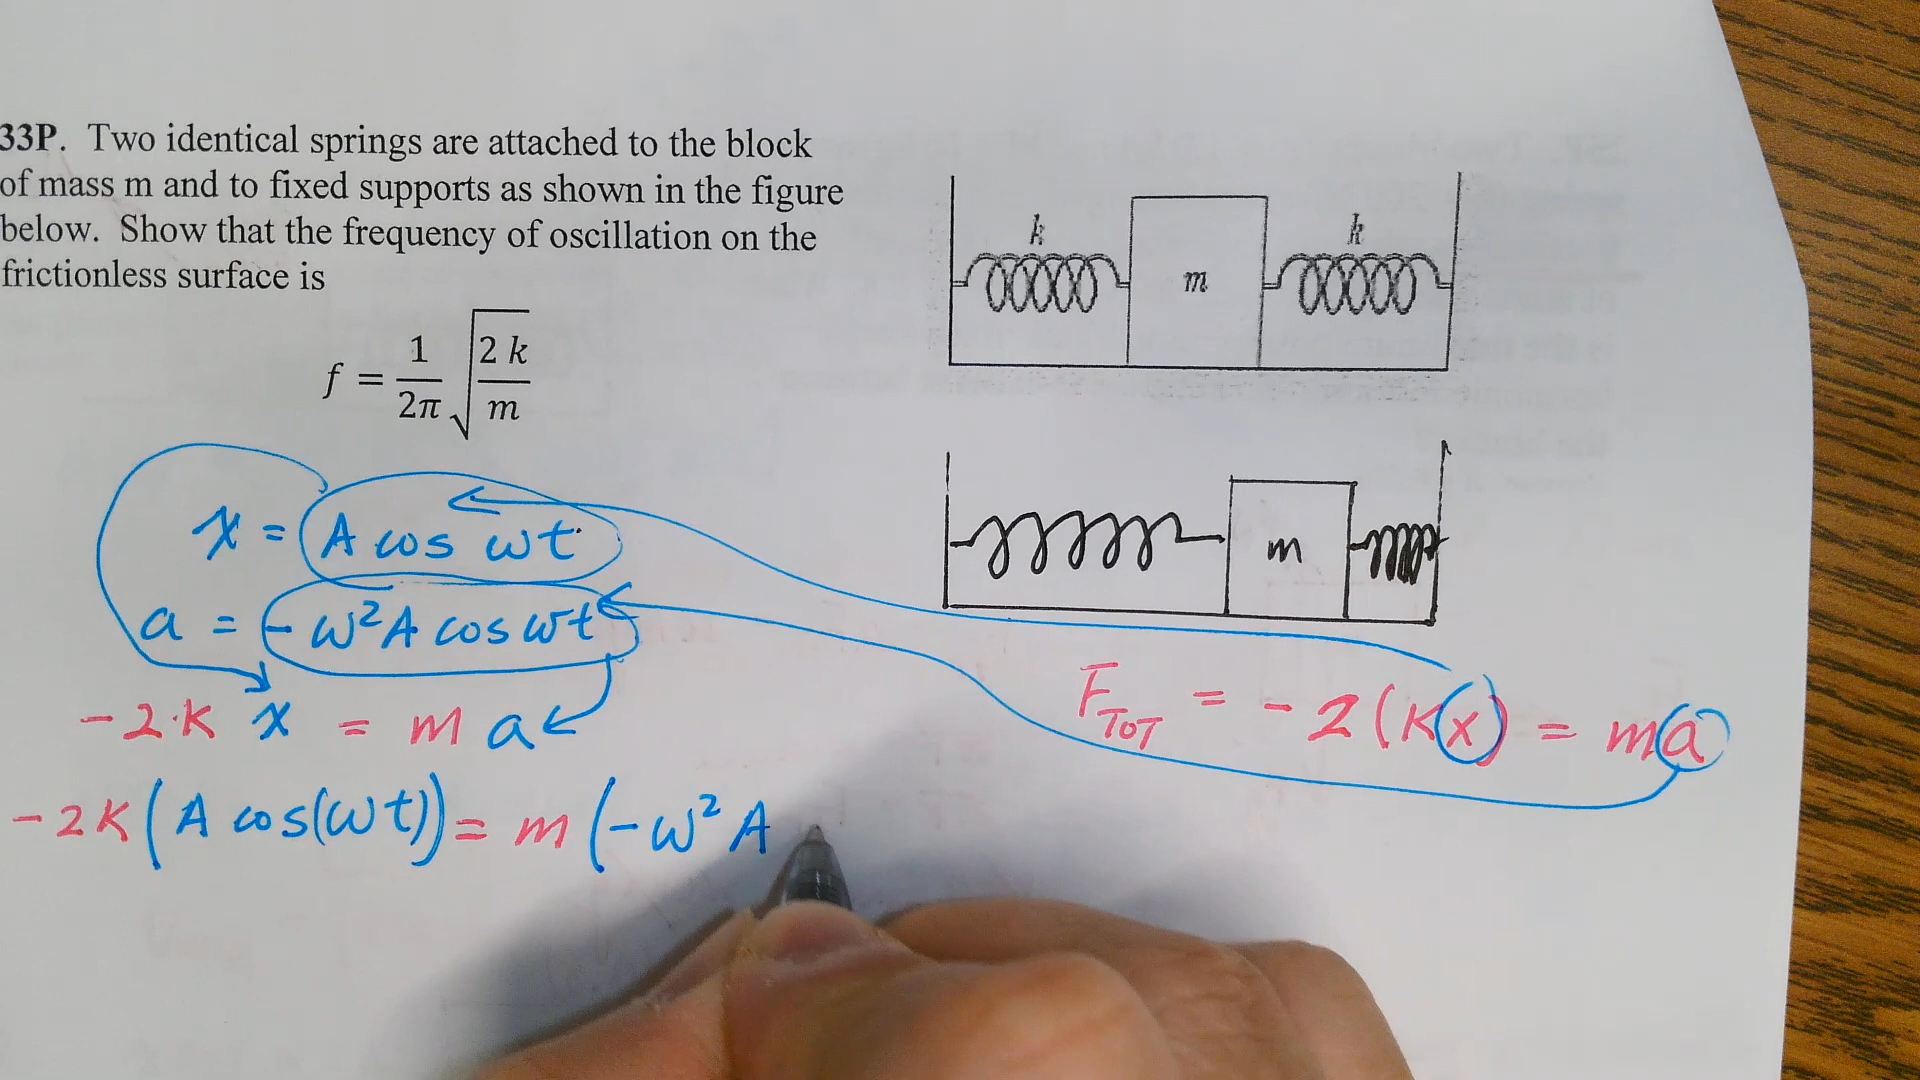 33P. Two identical springs are attached to the block
of mass m and to fixed supports as shown in the figure
below. Show that the frequency of oscillation on the
frictionless surface is
f = 1/2π √(2 k/m)
k
m
k
m
x = A cos ωt
a = - ω²A cos ωt
-2·K x = m a
-2K (A cos(ωt)) = m (-ω² A
F_TOT = -2(Kx) = ma